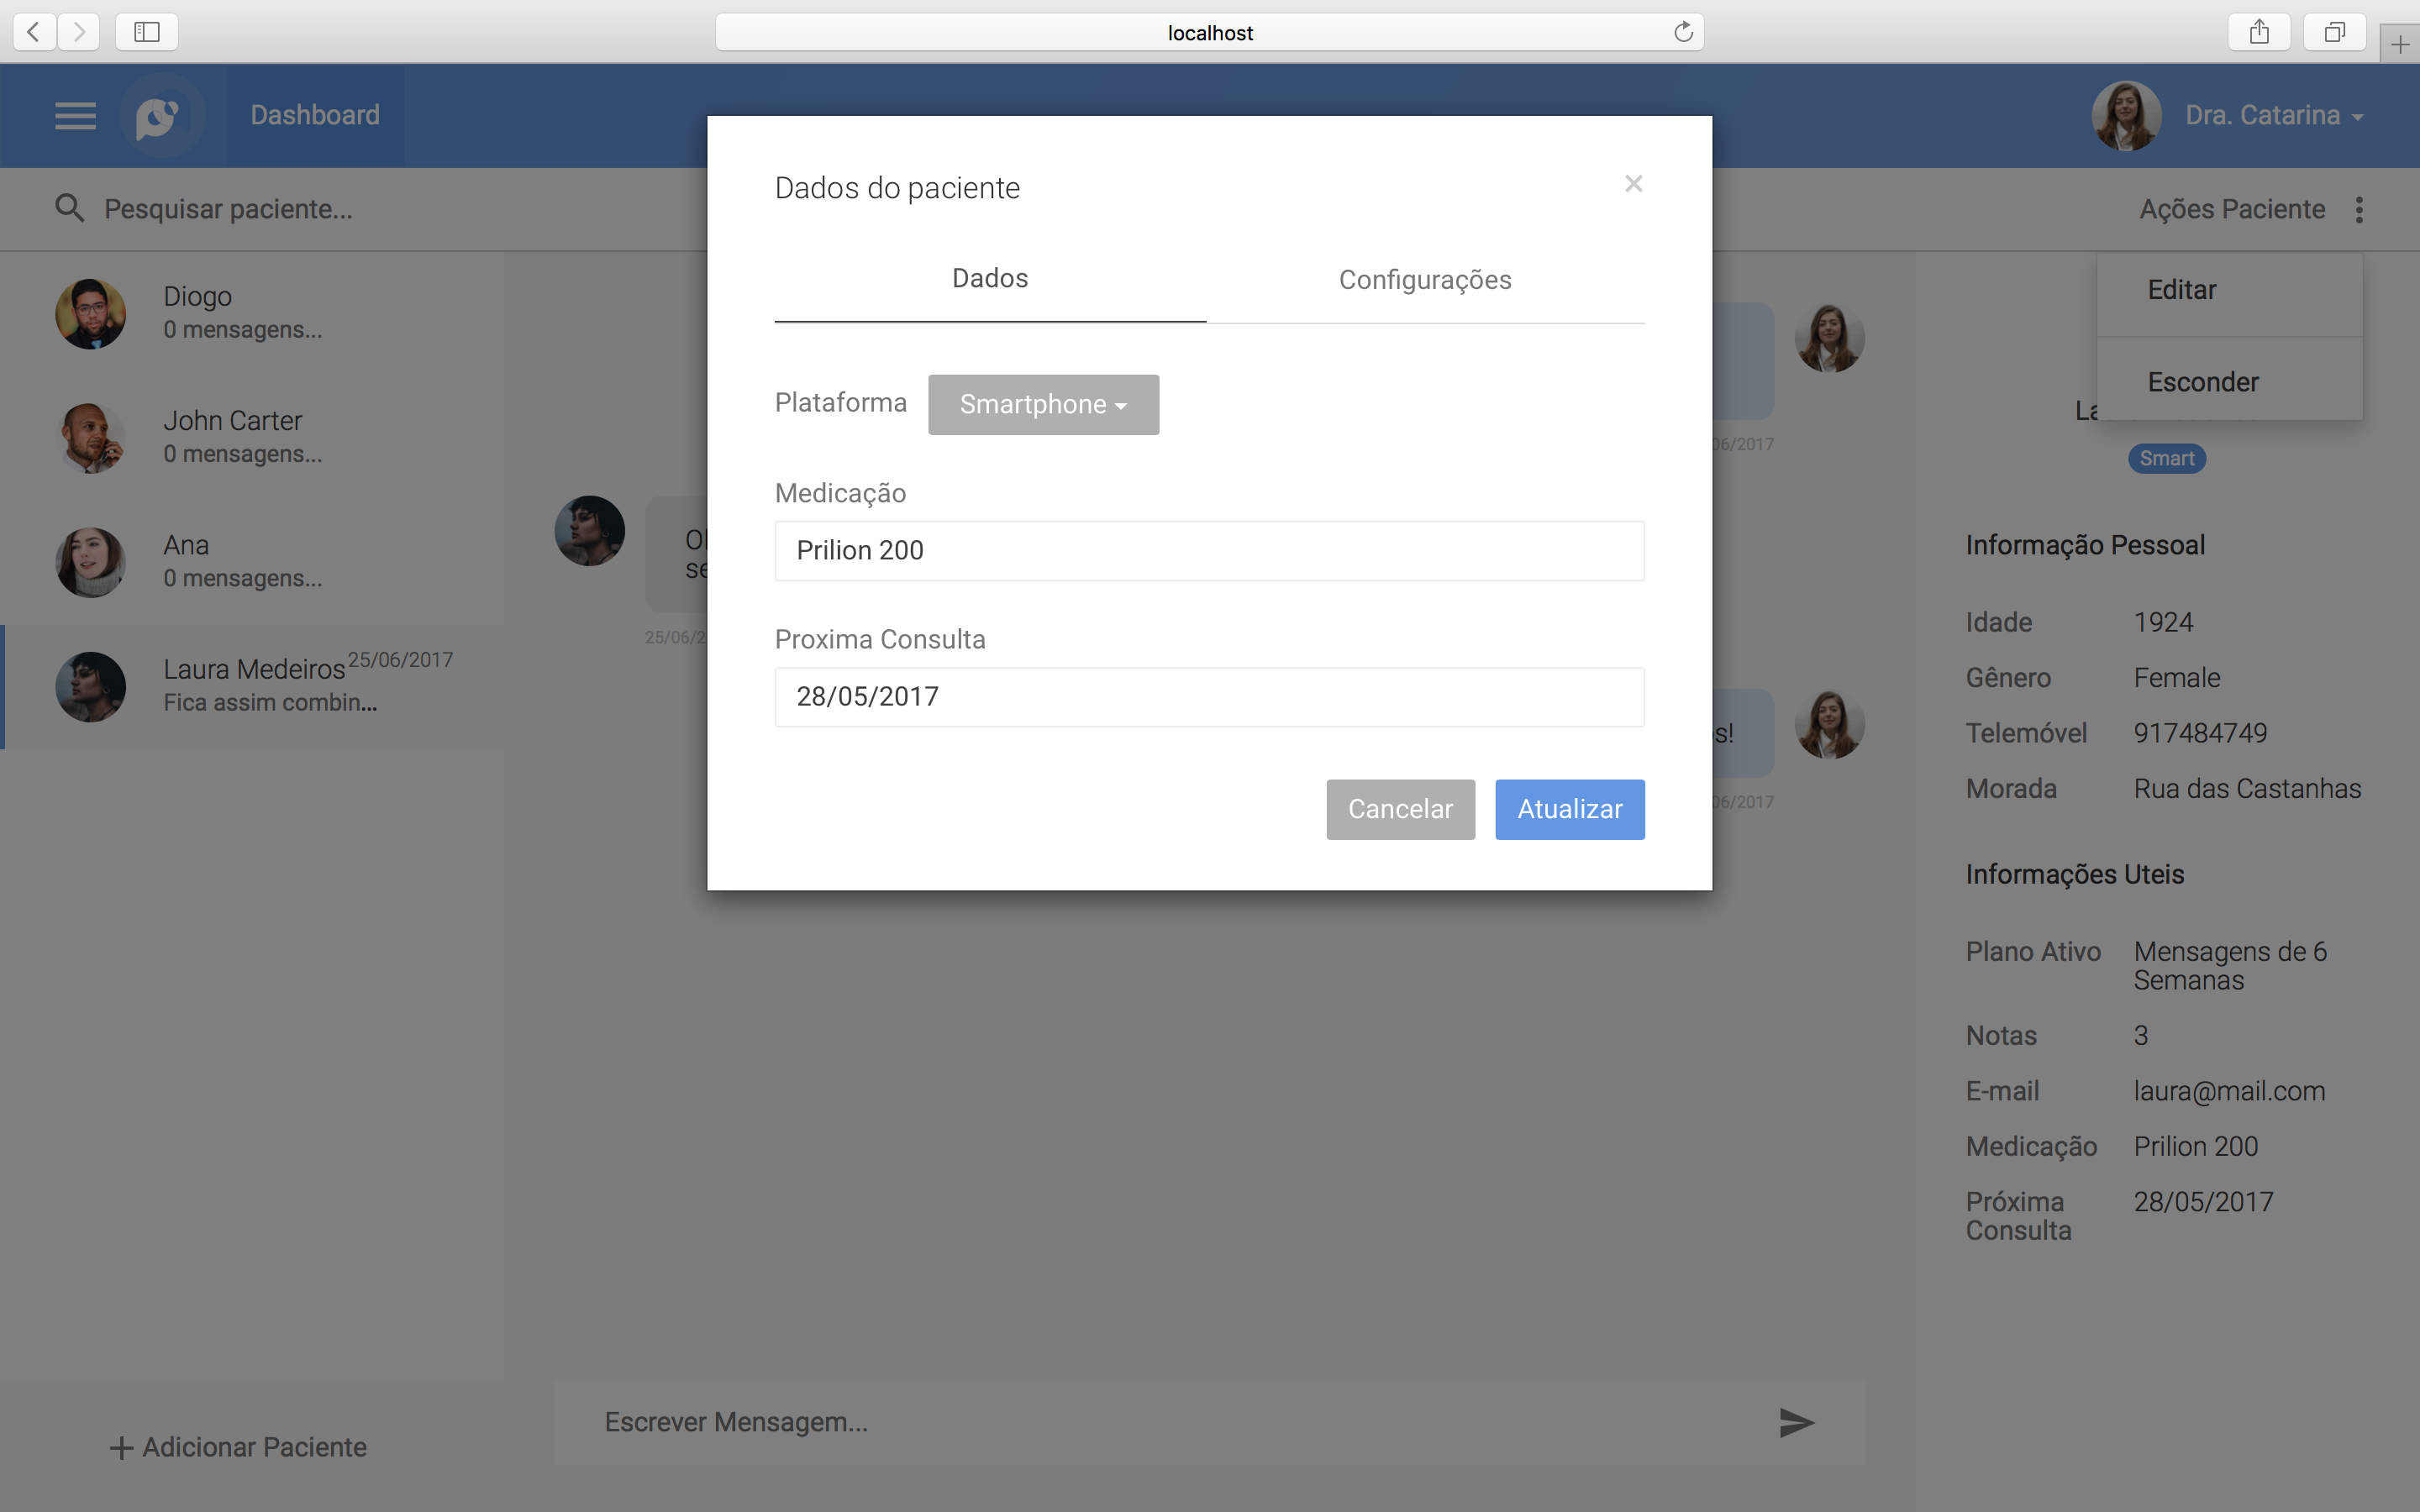 localhost
Dashboard
Dra. Catarina
Pesquisar paciente...
Ações Paciente
Editar
Esconder
Diogo
0 mensagens...
John Carter
0 mensagens...
Ana
0 mensagens...
Laura Medeiros 25/06/2017
Fica assim combin...
Adicionar Paciente
Dados do paciente
Dados
Configurações
Plataforma
Smartphone
Medicação
Prilion 200
Proxima Consulta
28/05/2017
Cancelar
Atualizar
06/2017
25/06/2
s!
06/2017
Escrever Mensagem...
La
Smart
Informação Pessoal
Idade 1924
Gênero Female
Telemóvel 917484749
Morada Rua das Castanhas
Informações Uteis
Plano Ativo Mensagens de 6
Semanas
Notas 3
E-mail laura@mail.com
Medicação Prilion 200
Próxima 28/05/2017
Consulta